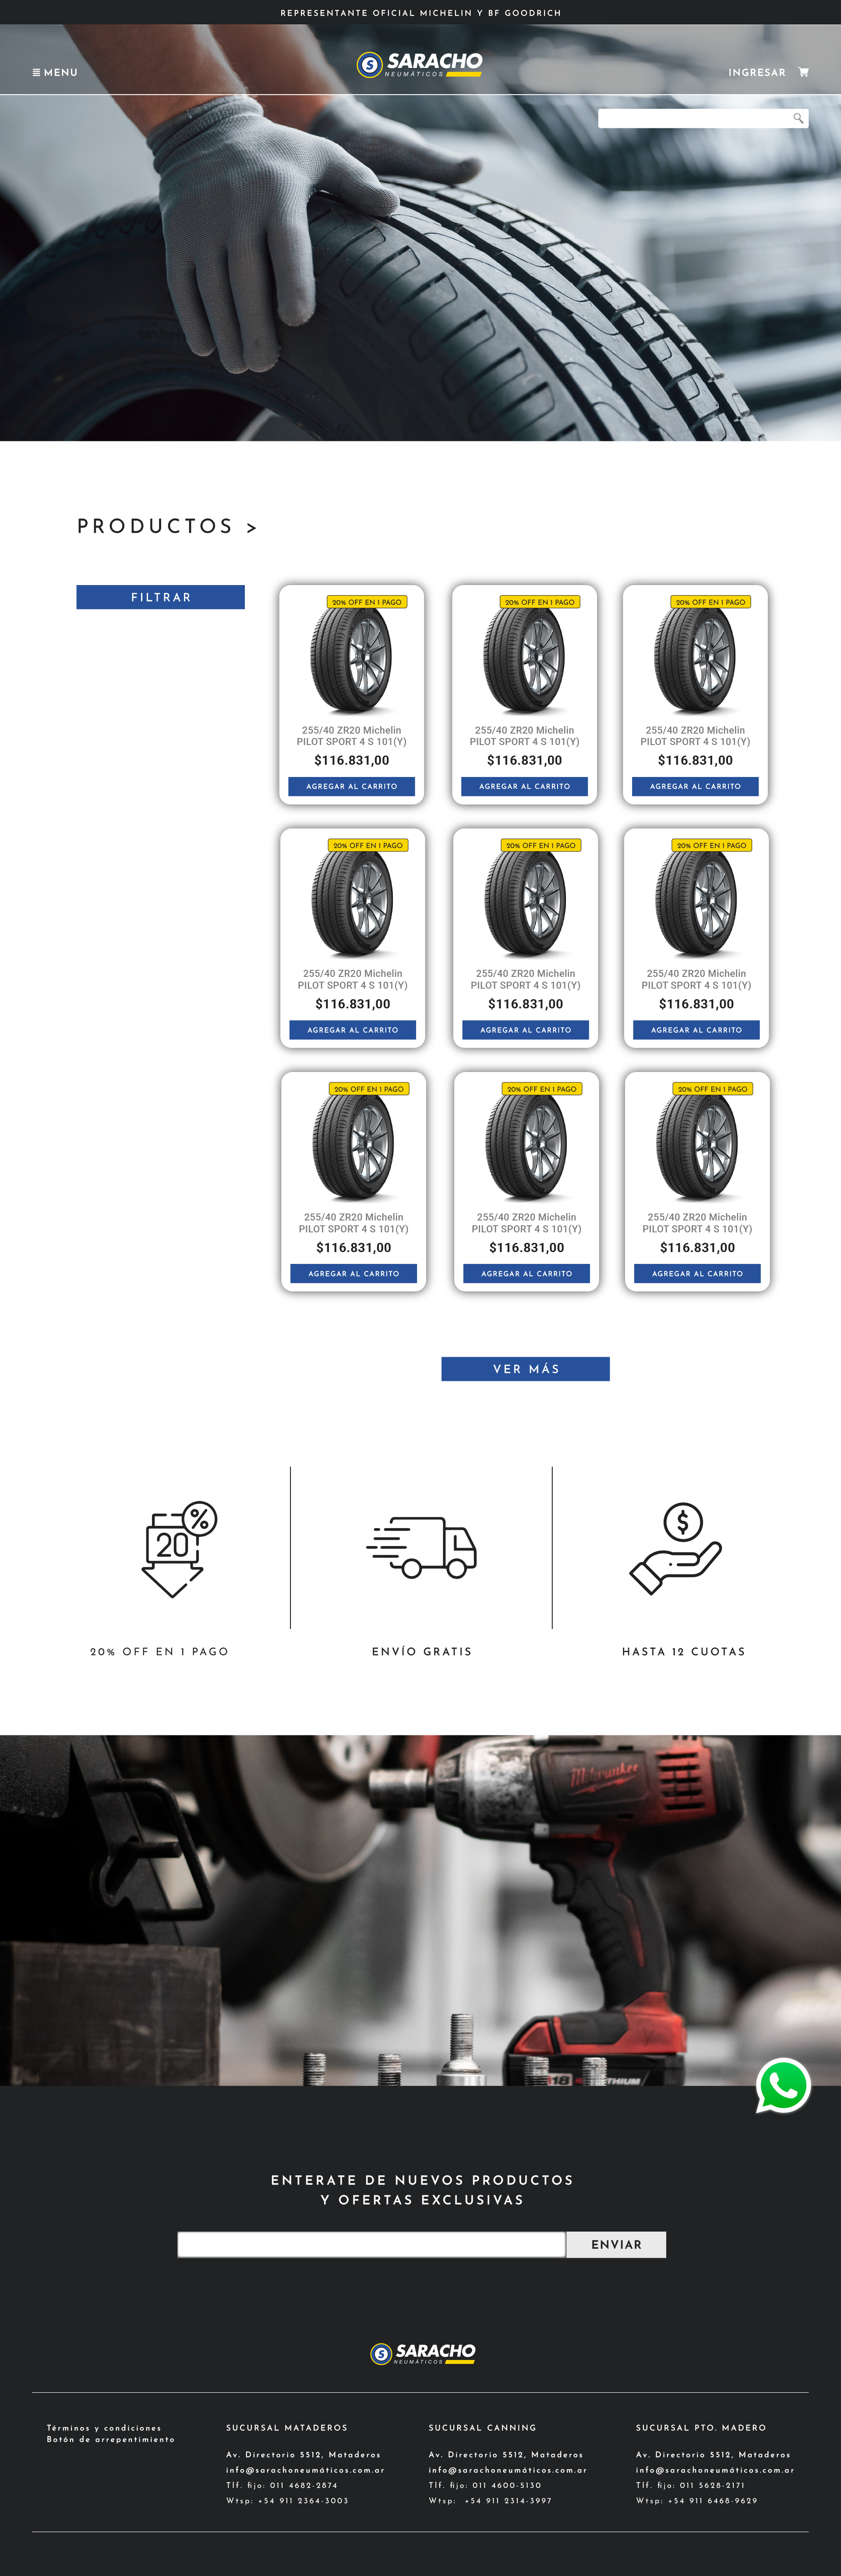 REPRESENTANTE OFICIAL MICHELIN Y BF GOODRICH
MENU
S SARACHO
NEUMÁTICOS
INGRESAR
PRODUCTOS >
FILTRAR
20% OFF EN 1 PAGO
255/40 ZR20 Michelin
PILOT SPORT 4 S 101(Y)
$116.831,00
AGREGAR AL CARRITO
20% OFF EN 1 PAGO
255/40 ZR20 Michelin
PILOT SPORT 4 S 101(Y)
$116.831,00
AGREGAR AL CARRITO
20% OFF EN 1 PAGO
255/40 ZR20 Michelin
PILOT SPORT 4 S 101(Y)
$116.831,00
AGREGAR AL CARRITO
20% OFF EN 1 PAGO
255/40 ZR20 Michelin
PILOT SPORT 4 S 101(Y)
$116.831,00
AGREGAR AL CARRITO
20% OFF EN 1 PAGO
255/40 ZR20 Michelin
PILOT SPORT 4 S 101(Y)
$116.831,00
AGREGAR AL CARRITO
20% OFF EN 1 PAGO
255/40 ZR20 Michelin
PILOT SPORT 4 S 101(Y)
$116.831,00
AGREGAR AL CARRITO
20% OFF EN 1 PAGO
255/40 ZR20 Michelin
PILOT SPORT 4 S 101(Y)
$116.831,00
AGREGAR AL CARRITO
20% OFF EN 1 PAGO
255/40 ZR20 Michelin
PILOT SPORT 4 S 101(Y)
$116.831,00
AGREGAR AL CARRITO
20% OFF EN 1 PAGO
255/40 ZR20 Michelin
PILOT SPORT 4 S 101(Y)
$116.831,00
AGREGAR AL CARRITO
VER MÁS
20 %
$
20% OFF EN 1 PAGO
ENVÍO GRATIS
HASTA 12 CUOTAS
Milwaukee
18
ENTERATE DE NUEVOS PRODUCTOS
Y OFERTAS EXCLUSIVAS
ENVIAR
S SARACHO
NEUMÁTICOS
Términos y condiciones
Botón de arrepentimiento
SUCURSAL MATADEROS
Av. Directorio 5512, Mataderos
info@sarachoneumáticos.com.ar
Tlf. fijo: 011 4682-2874
Wtsp: +54 911 2364-3003
SUCURSAL CANNING
Av. Directorio 5512, Mataderos
info@sarachoneumáticos.com.ar
Tlf. fijo: 011 4600-5130
Wtsp: +54 911 2314-3997
SUCURSAL PTO. MADERO
Av. Directorio 5512, Mataderos
info@sarachoneumáticos.com.ar
Tlf. fijo: 011 5628-2171
Wtsp: +54 911 6468-9629